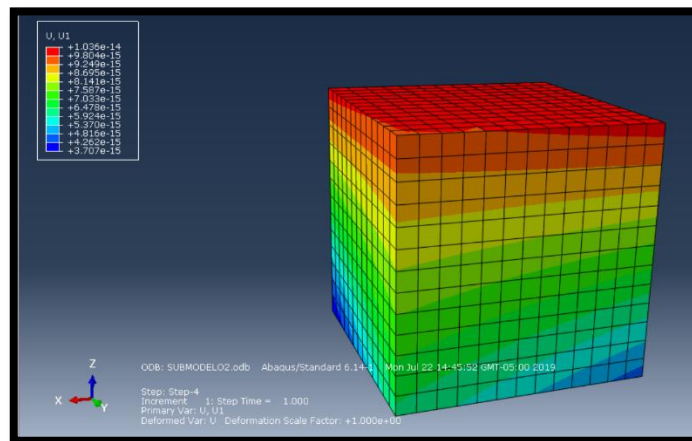 U, U1
+1.036e-14
+9.804e-15
+9.249e-15
+8.695e-15
+8.141e-15
+7.587e-15
+7.033e-15
+6.478e-15
+5.924e-15
+5.370e-15
+4.816e-15
+4.262e-15
+3.707e-15
Z
X
Y
ODB: SUBMODELO2.odb Abaqus/Standard 6.14-1 Mon Jul 22 14:45:52 GMT-05:00 2019
Step: Step-4
Increment 1: Step Time = 1.000
Primary Var: U, U1
Deformed Var: U Deformation Scale Factor: +1.000e+00